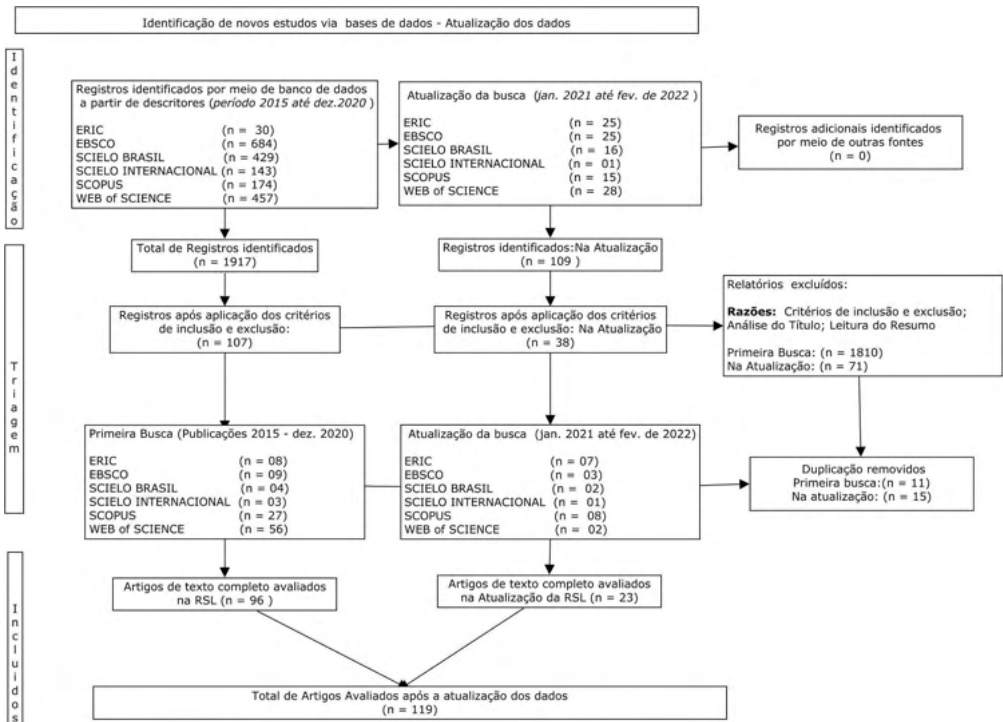 Identificação de novos estudos via bases de dados - Atualização dos dados
Identificação
Registros identificados por meio de banco de dados
a partir de descritores (período 2015 até dez.2020 )
ERIC (n = 30)
EBSCO (n = 684)
SCIELO BRASIL (n = 429)
SCIELO INTERNACIONAL (n = 143)
SCOPUS (n = 174)
WEB of SCIENCE (n = 457)
Atualização da busca (jan. 2021 até fev. de 2022 )
ERIC (n = 25)
EBSCO (n = 25)
SCIELO BRASIL (n = 16)
SCIELO INTERNACIONAL (n = 01)
SCOPUS (n = 15)
WEB of SCIENCE (n = 28)
Registros adicionais identificados
por meio de outras fontes
(n = 0)
Triagem
Total de Registros identificados
(n = 1917)
Registros identificados:Na Atualização
(n = 109 )
Registros após aplicação dos critérios
de inclusão e exclusão:
(n = 107)
Registros após aplicação dos critérios
de inclusão e exclusão: Na Atualização
(n = 38)
Relatórios excluídos:
Razões: Critérios de inclusão e exclusão;
Análise do Título; Leitura do Resumo
Primeira Busca: (n = 1810)
Na Atualização: (n = 71)
Primeira Busca (Publicações 2015 - dez. 2020)
ERIC (n = 08)
EBSCO (n = 09)
SCIELO BRASIL (n = 04)
SCIELO INTERNACIONAL (n = 03)
SCOPUS (n = 27)
WEB of SCIENCE (n = 56)
Atualização da busca (jan. 2021 até fev. de 2022)
ERIC (n = 07)
EBSCO (n = 03)
SCIELO BRASIL (n = 02)
SCIELO INTERNACIONAL (n = 01)
SCOPUS (n = 08)
WEB of SCIENCE (n = 02)
Duplicação removidos
Primeira busca:(n = 11)
Na atualização: (n = 15)
Incluidos
Artigos de texto completo avaliados
na RSL (n = 96 )
Artigos de texto completo avaliados
na Atualização da RSL (n = 23)
Total de Artigos Avaliados após a atualização dos dados
(n = 119)